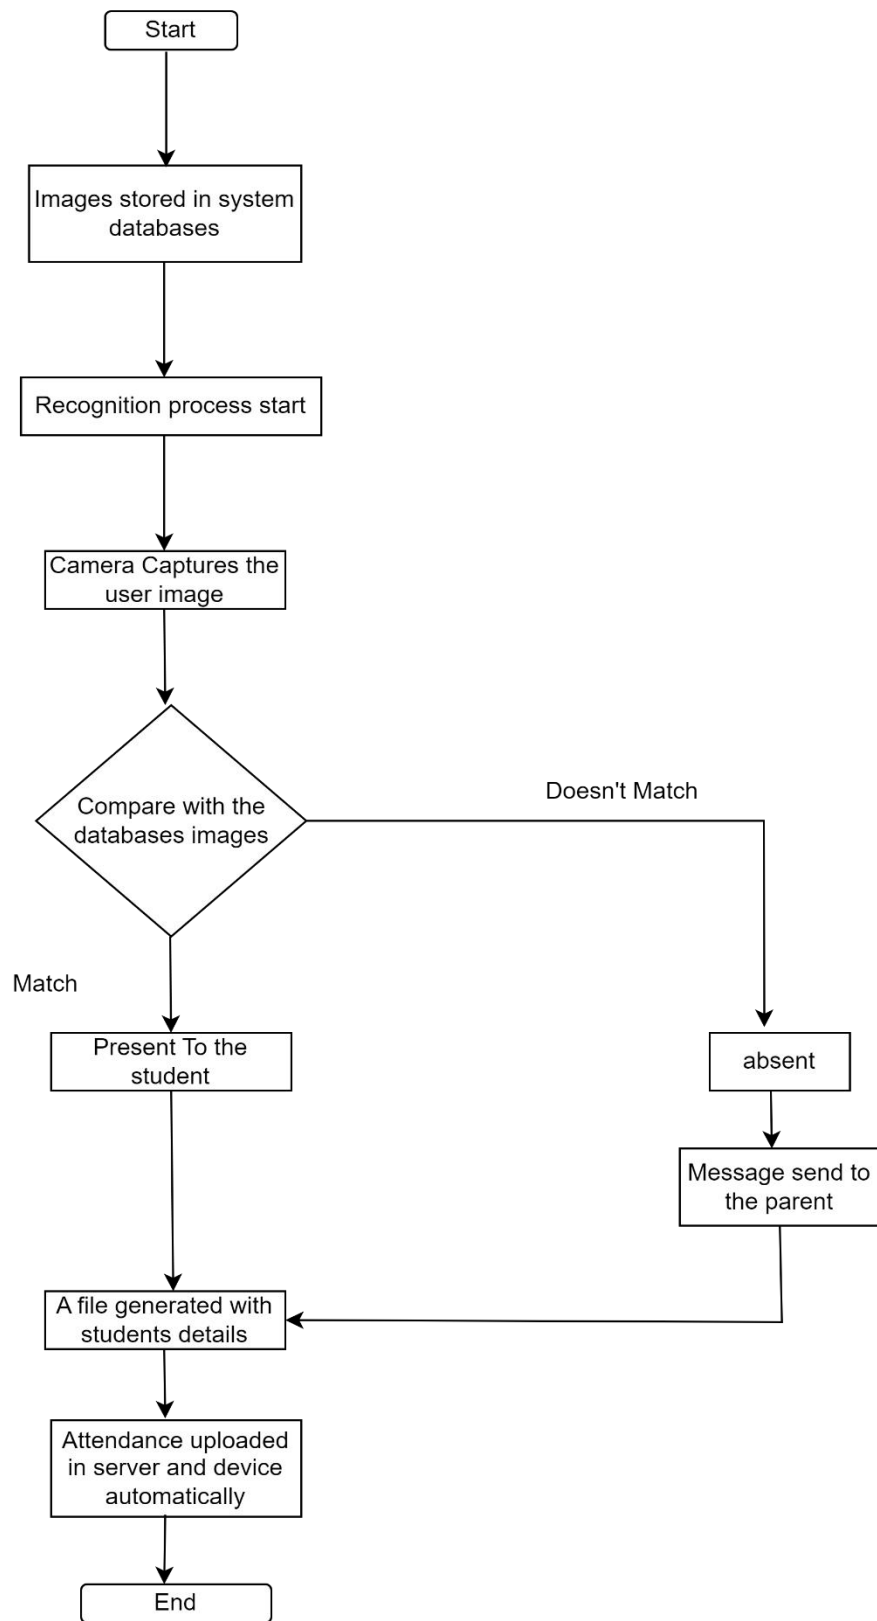 Start
Images stored in system
databases
Recognition process start
Camera Captures the
user image
Compare with the
databases images
Doesn't Match
Match
Present To the
student
absent
Message send to
the parent
A file generated with
students details
Attendance uploaded
in server and device
automatically
End